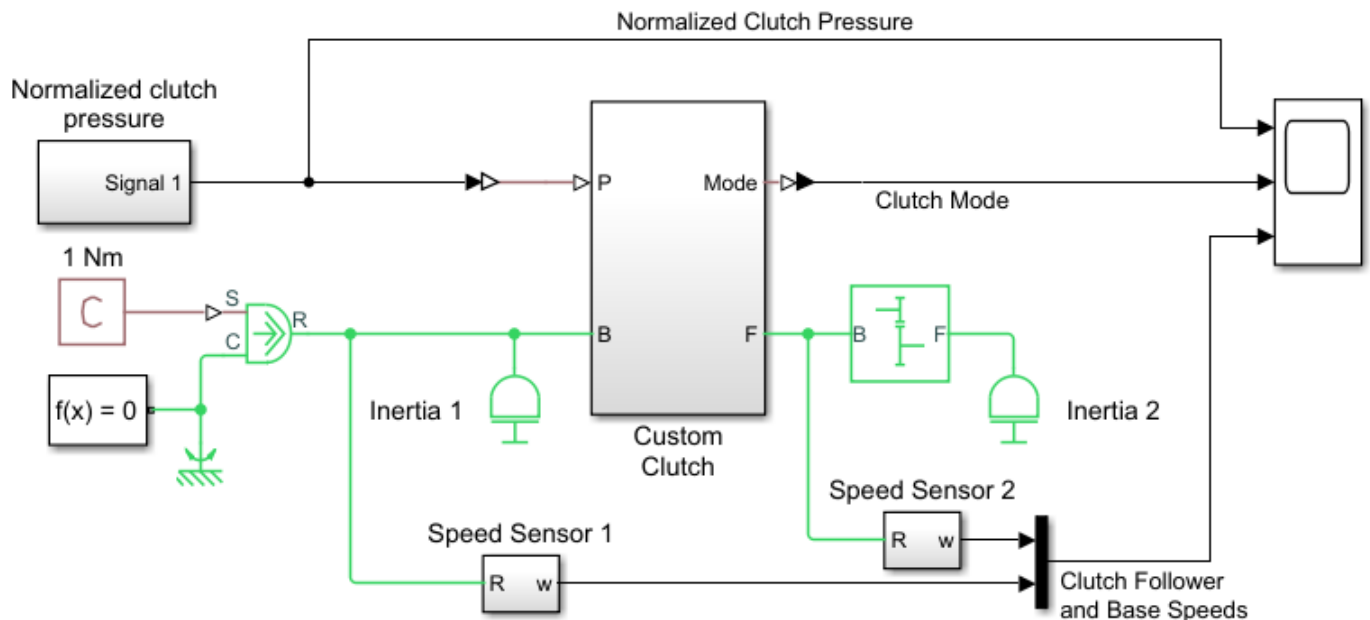 Normalized Clutch Pressure
Normalized clutch
pressure
Signal 1
P
Mode
Clutch Mode
1 Nm
C
S
C
R
B
F
B
F
f(x) = 0
Inertia 1
Custom
Clutch
Inertia 2
Speed Sensor 2
R
w
Speed Sensor 1
R
w
Clutch Follower
and Base Speeds